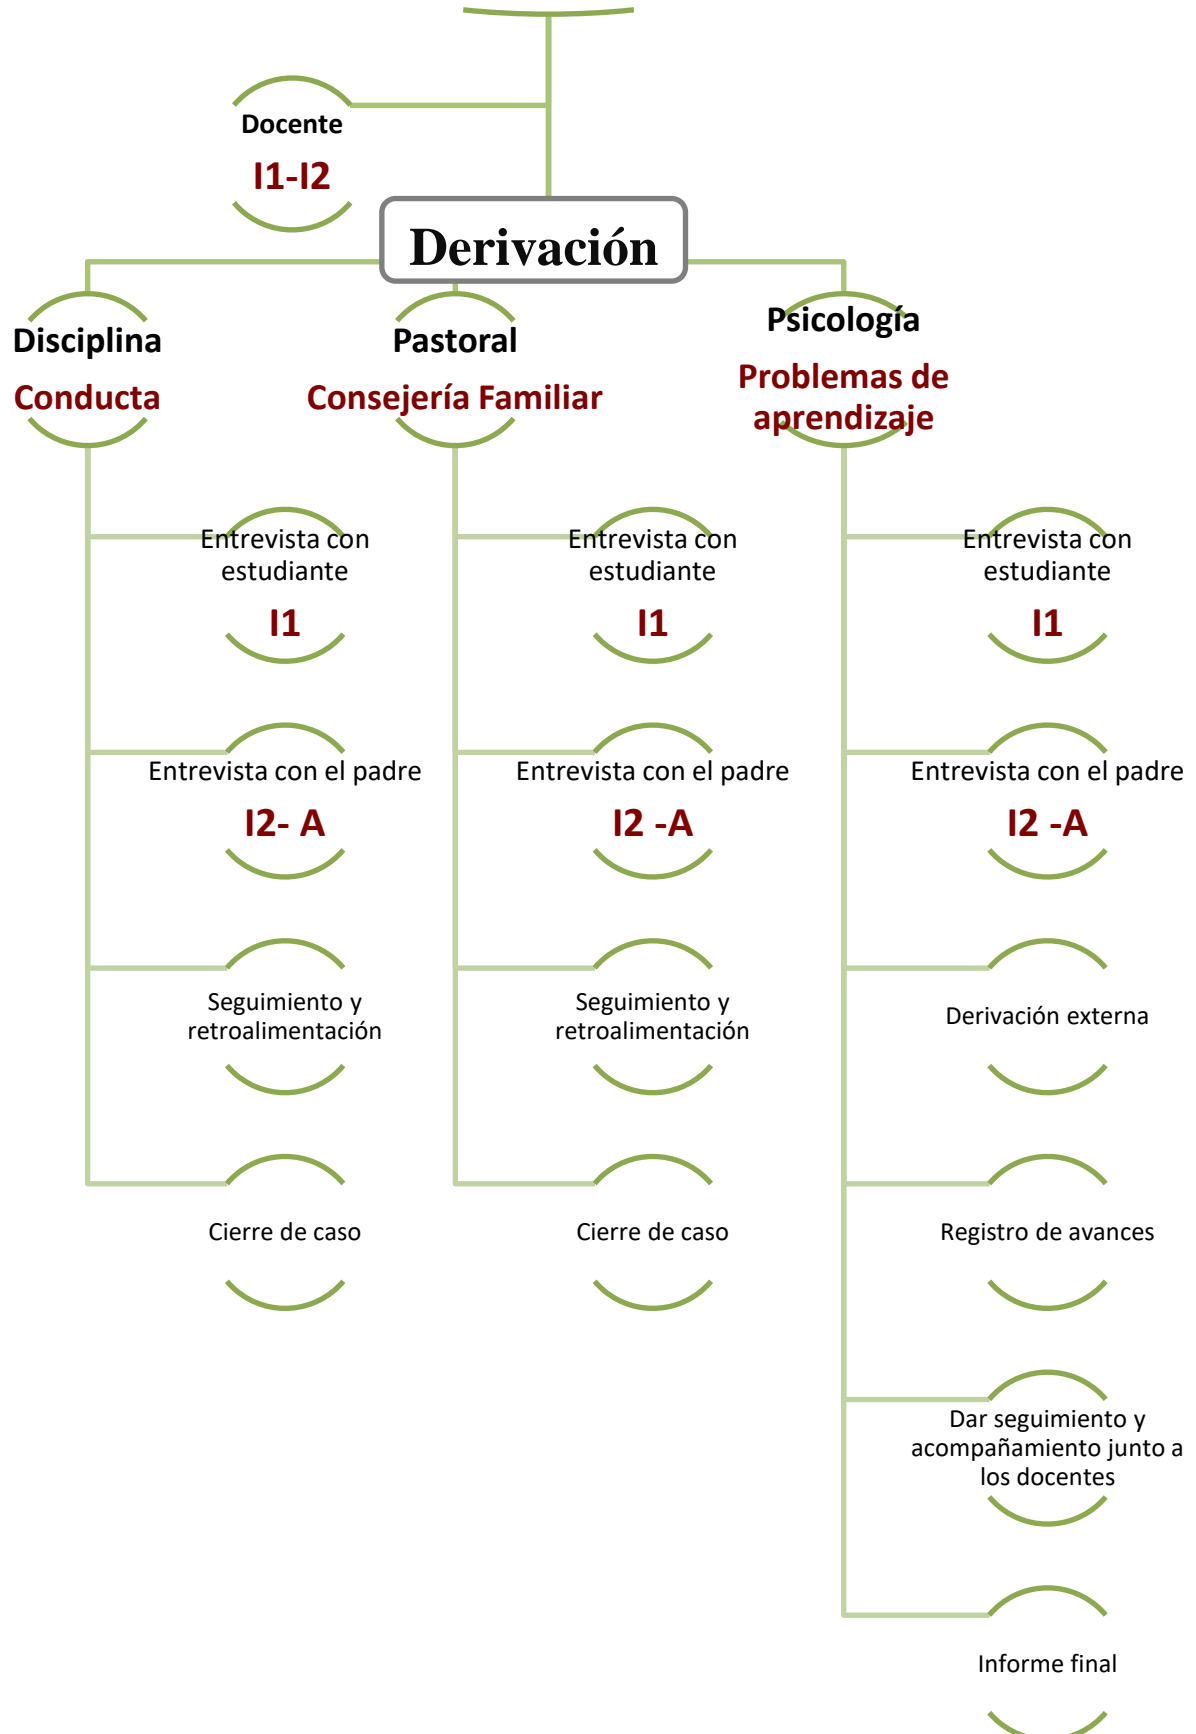 Docente
I1-I2
Derivación
Disciplina
Conducta
Entrevista con
estudiante
I1
Entrevista con el padre
I2- A
Seguimiento y
retroalimentación
Cierre de caso
Pastoral
Consejería Familiar
Entrevista con
estudiante
I1
Entrevista con el padre
I2 -A
Seguimiento y
retroalimentación
Cierre de caso
Psicología
Problemas de
aprendizaje
Entrevista con
estudiante
I1
Entrevista con el padre
I2 -A
Derivación externa
Registro de avances
Dar seguimiento y
acompañamiento junto a
los docentes
Informe final